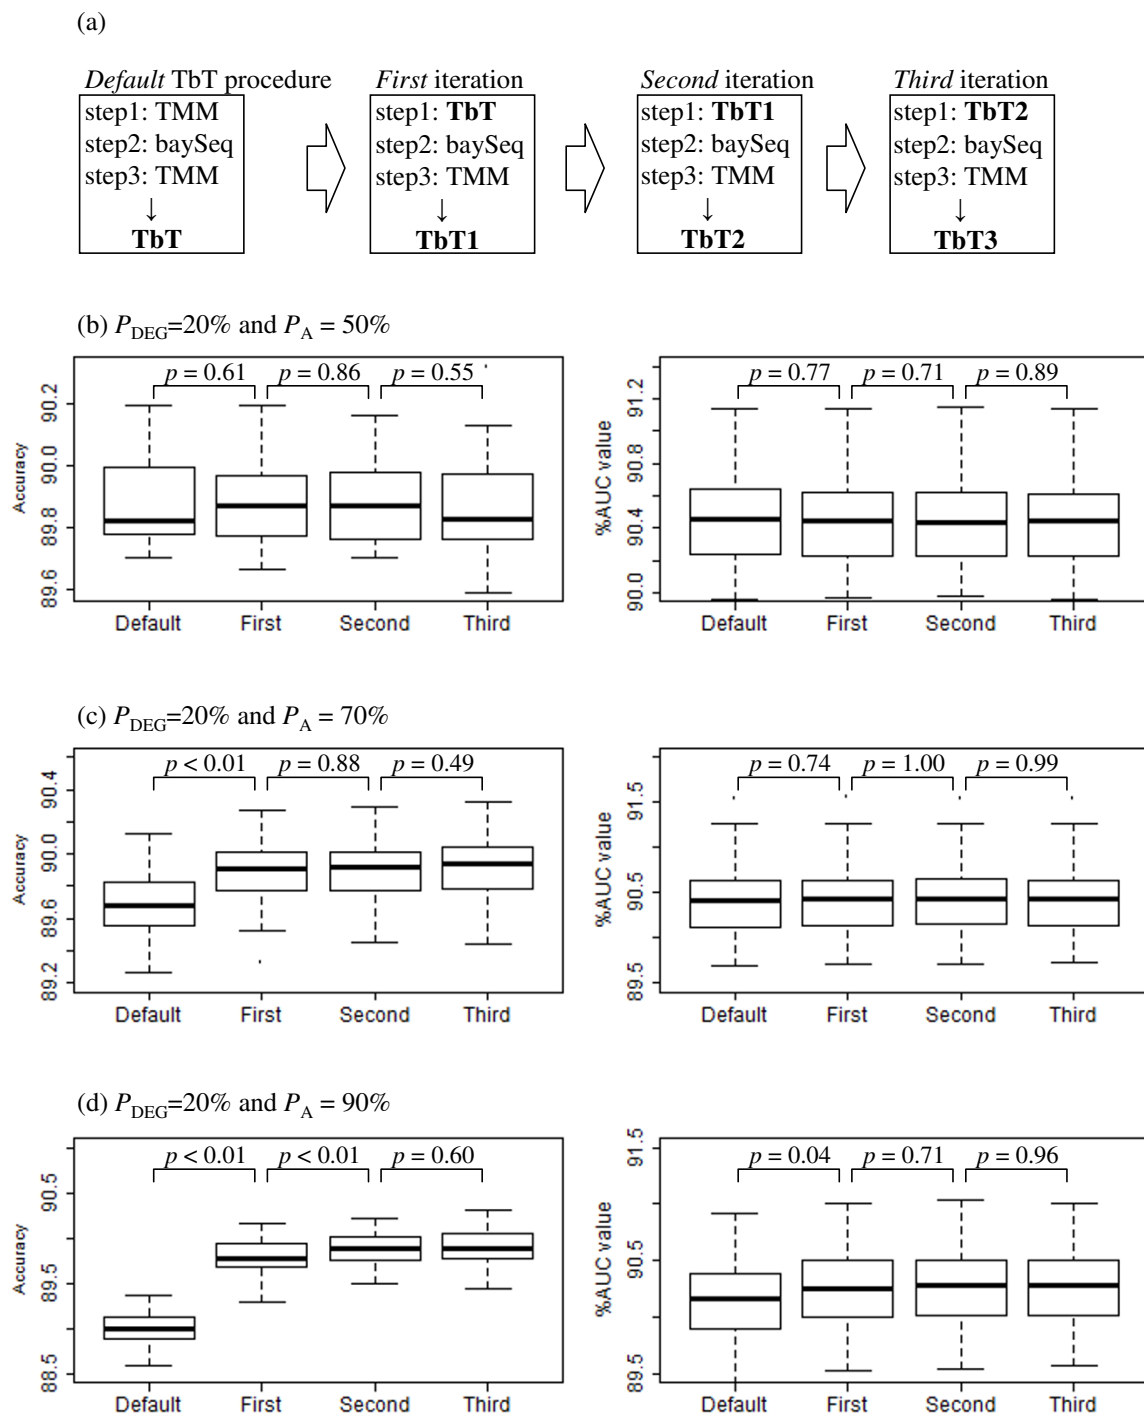 (a)
Default TbT procedure
step1: TMM
step2: baySeq
step3: TMM
↓
TbT
First iteration
step1: TbT
step2: baySeq
step3: TMM
↓
TbT1
Second iteration
step1: TbT1
step2: baySeq
step3: TMM
↓
TbT2
Third iteration
step1: TbT2
step2: baySeq
step3: TMM
↓
TbT3
(b) PDEG=20% and PA = 50%
Accuracy
90.2
90.0
89.8
89.6
p = 0.61
p = 0.86
p = 0.55
Default
First
Second
Third
%AUC value
91.2
90.8
90.4
90.0
p = 0.77
p = 0.71
p = 0.89
Default
First
Second
Third
(c) PDEG=20% and PA = 70%
Accuracy
90.4
90.0
89.6
89.2
p < 0.01
p = 0.88
p = 0.49
Default
First
Second
Third
%AUC value
91.5
90.5
89.5
p = 0.74
p = 1.00
p = 0.99
Default
First
Second
Third
(d) PDEG=20% and PA = 90%
Accuracy
90.5
89.5
88.5
p < 0.01
p < 0.01
p = 0.60
Default
First
Second
Third
%AUC value
91.5
90.5
89.5
p = 0.04
p = 0.71
p = 0.96
Default
First
Second
Third